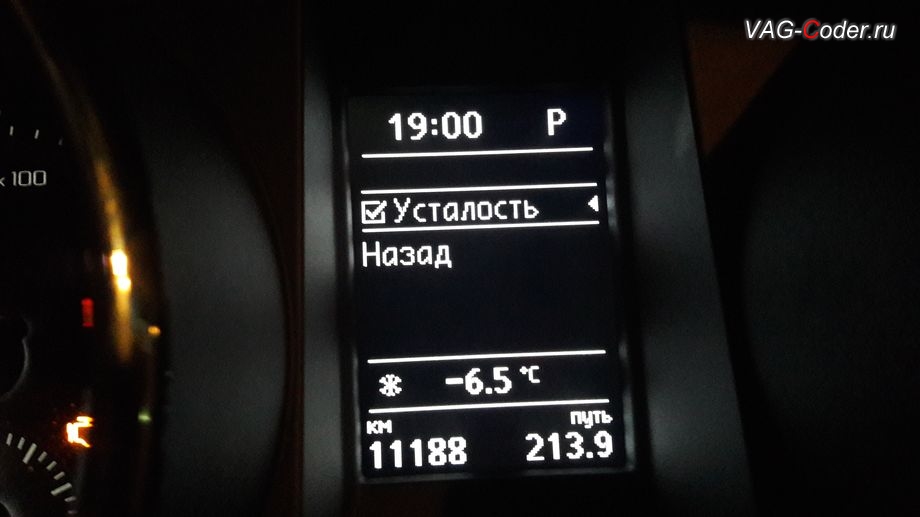 VAG-Coder.ru
19:00 P
x 100
Усталость
Назад
-6.5 °C
км путь
11188 213.9